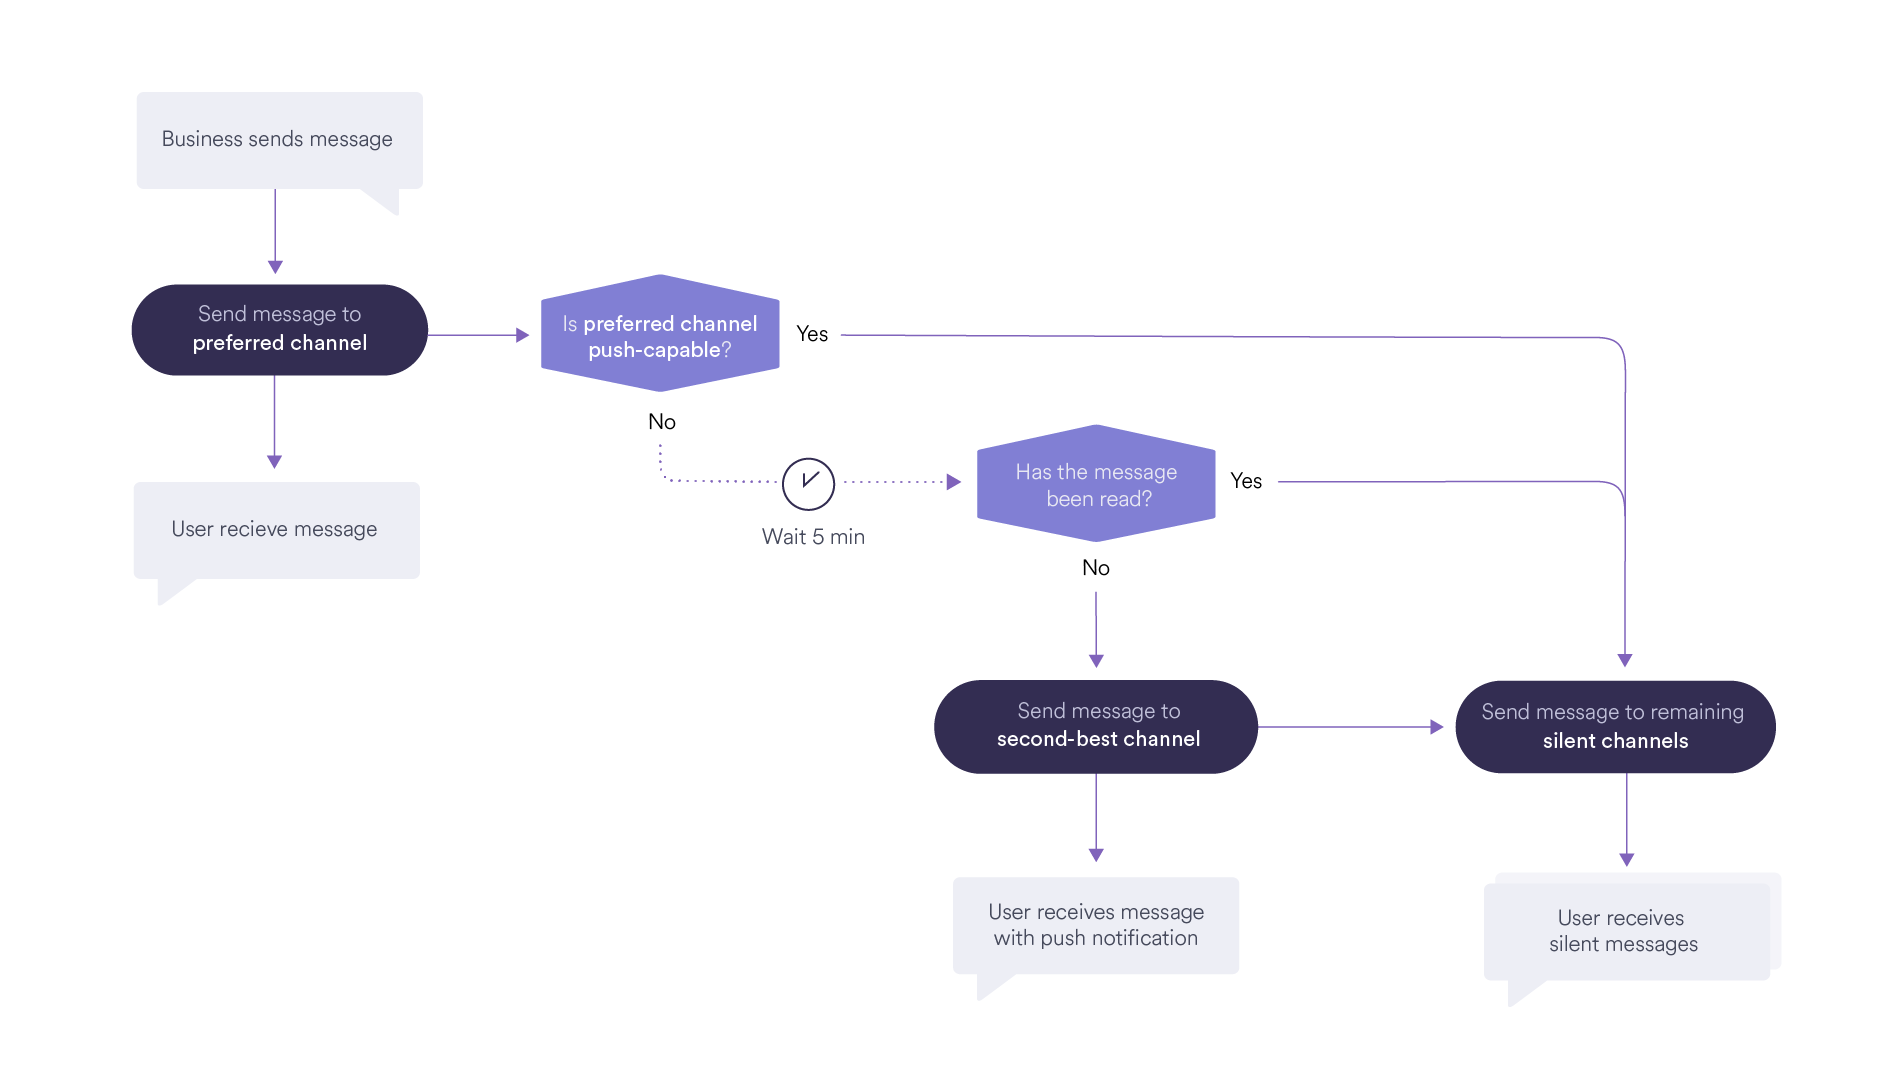 Business sends message
Send message to
preferred channel
Is preferred channel
push-capable?
Yes
No
Wait 5 min
Has the message
been read?
Yes
No
User recieve message
Send message to
second-best channel
Send message to remaining
silent channels
User receives message
with push notification
User receives
silent messages